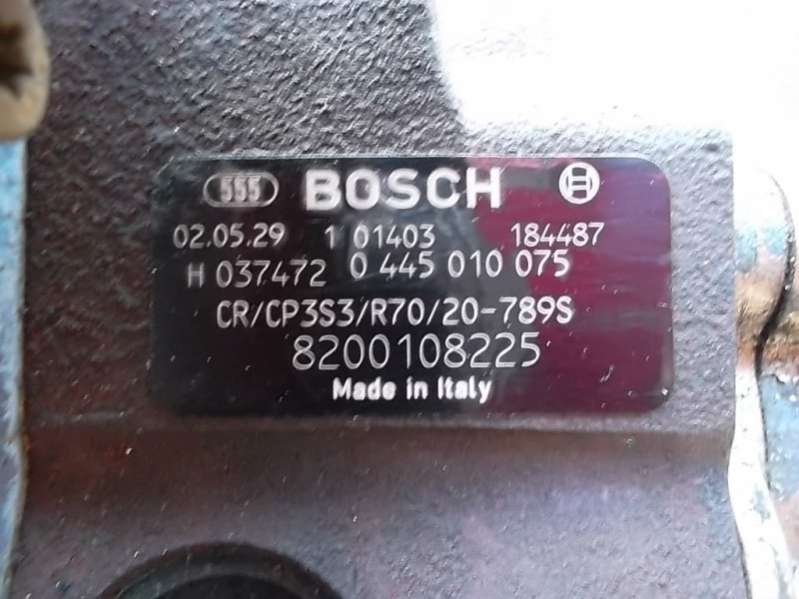 555 BOSCH
02.05.29 1 01403 184487
H 037472 0 445 010 075
CR/CP3S3/R70/20-789S
8200108225
Made in Italy